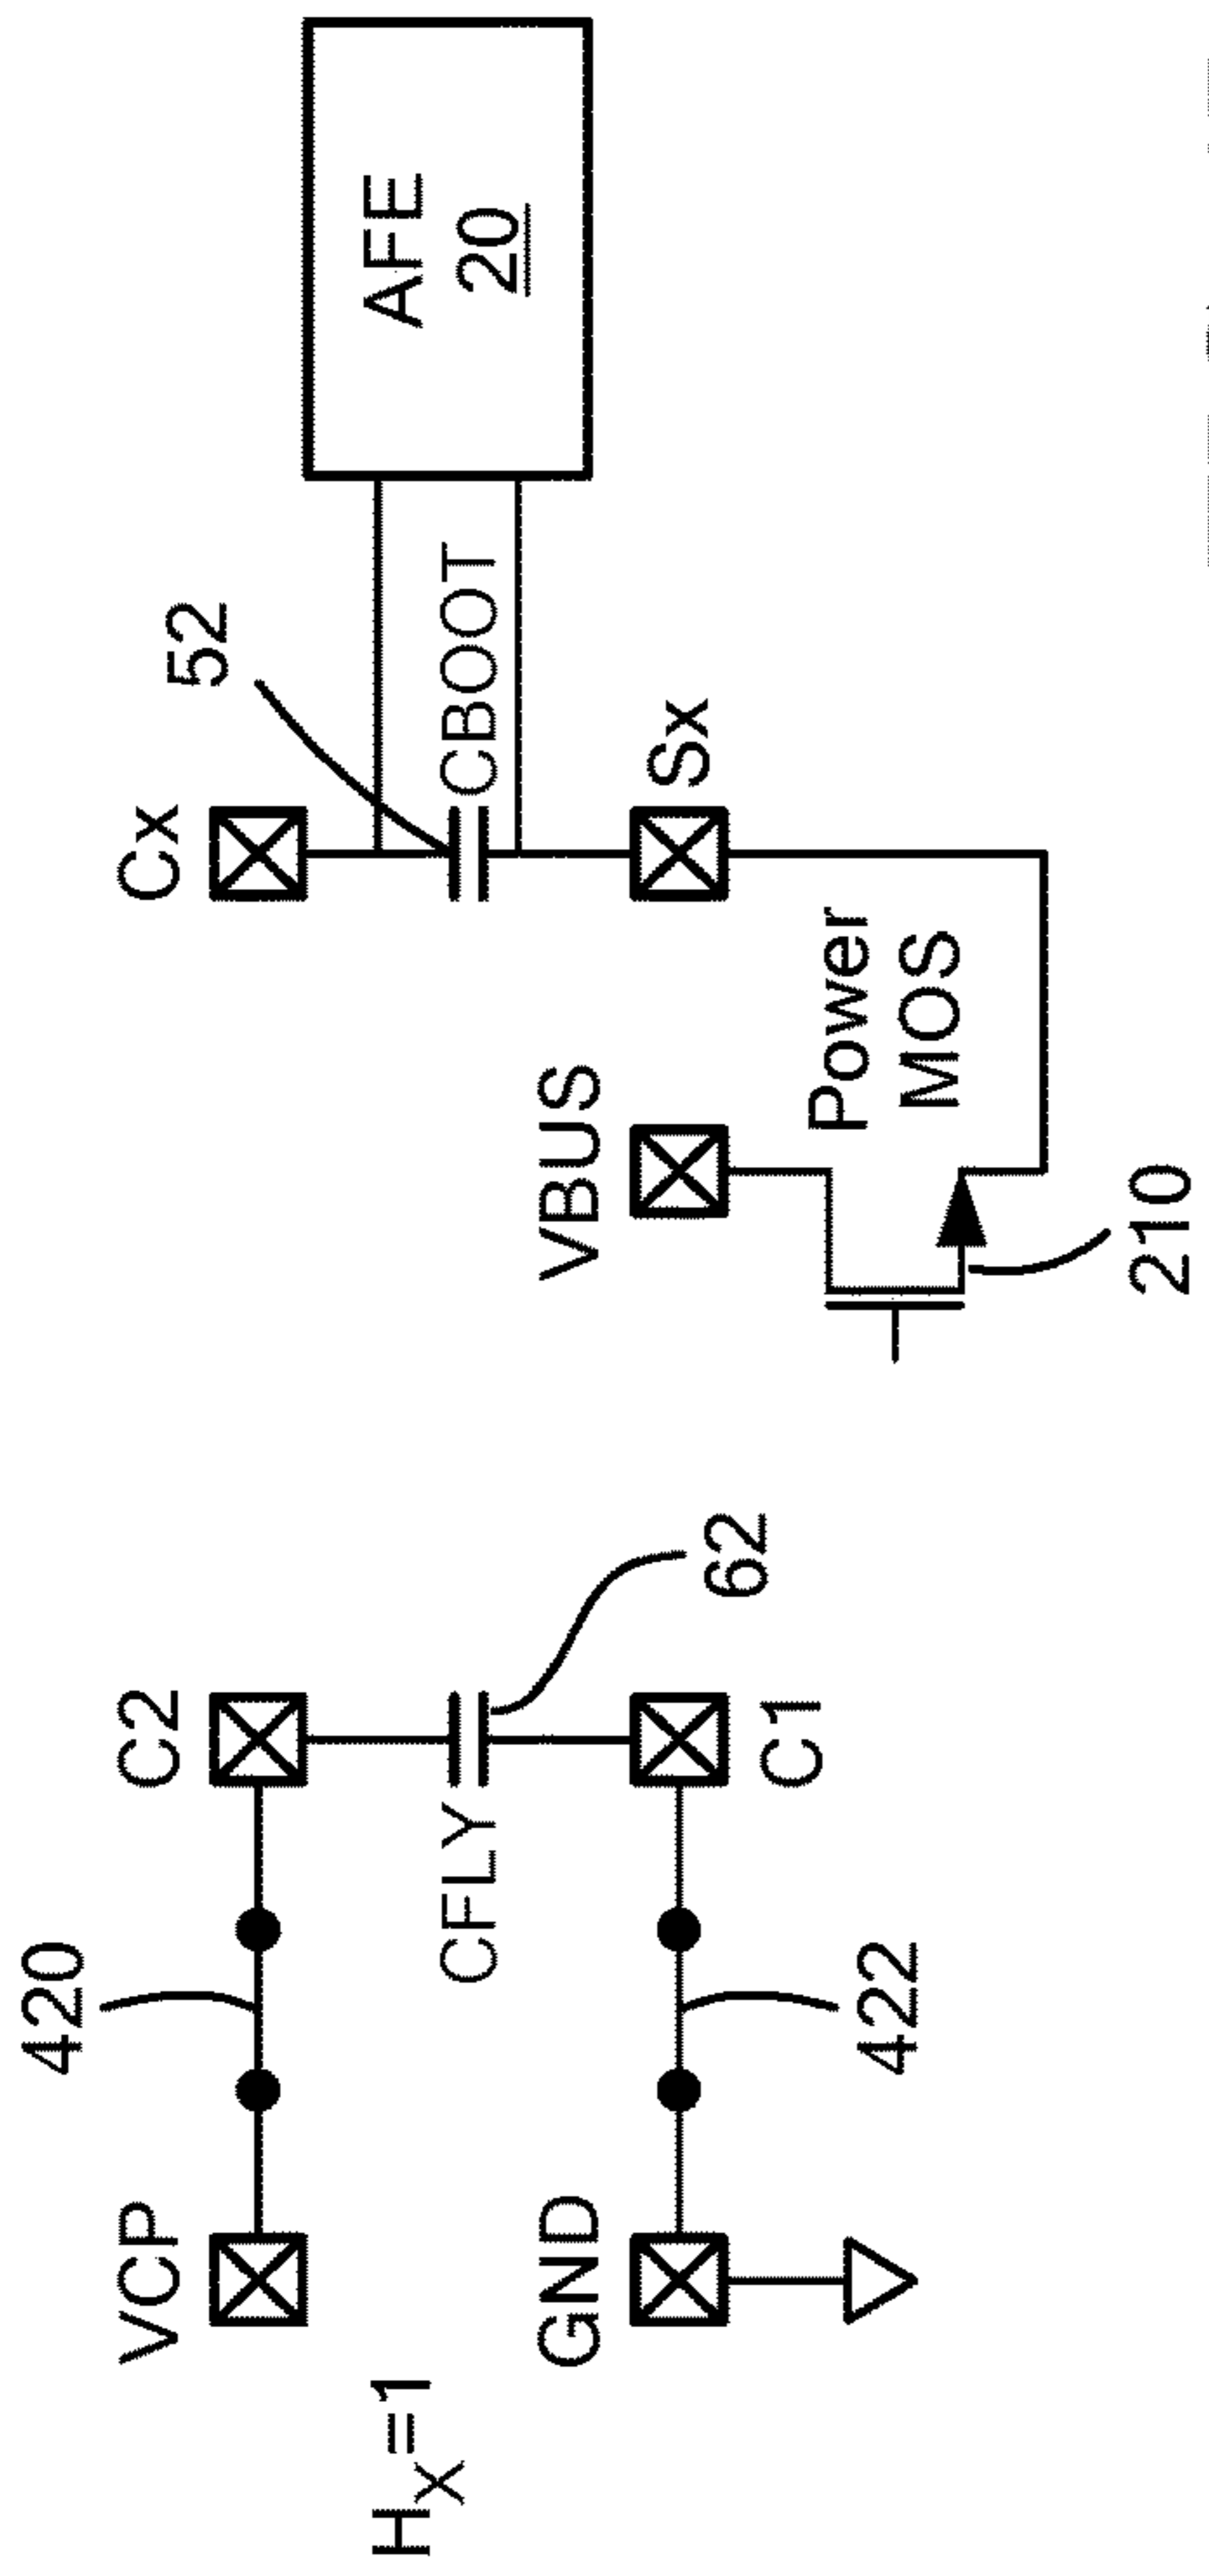 H_X=1
VCP
420
C2
GND
CFLY
422
C1
62
Cx
52
CBOOT
AFE
20
VBUS
Sx
Power
MOS
210